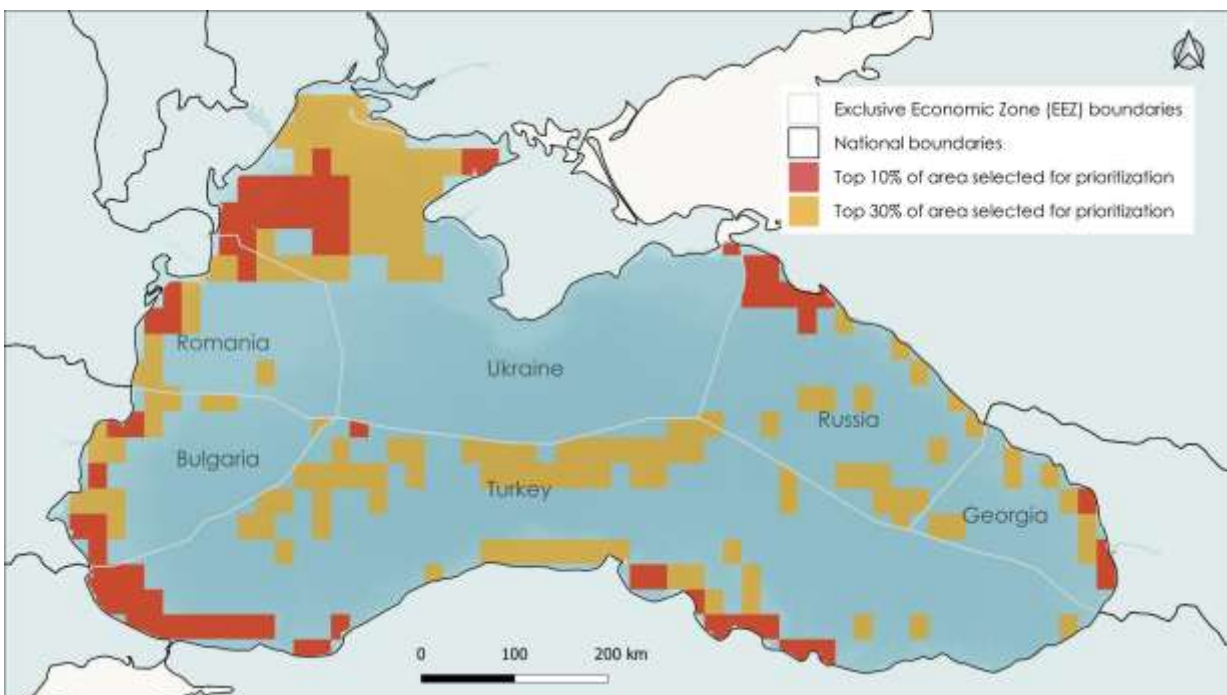 Exclusive Economic Zone (EEZ) boundaries
National boundaries
Top 10% of area selected for prioritization
Top 30% of area selected for prioritization
Romania
Ukraine
Russia
Bulgaria
Turkey
Georgia
0 100 200 km